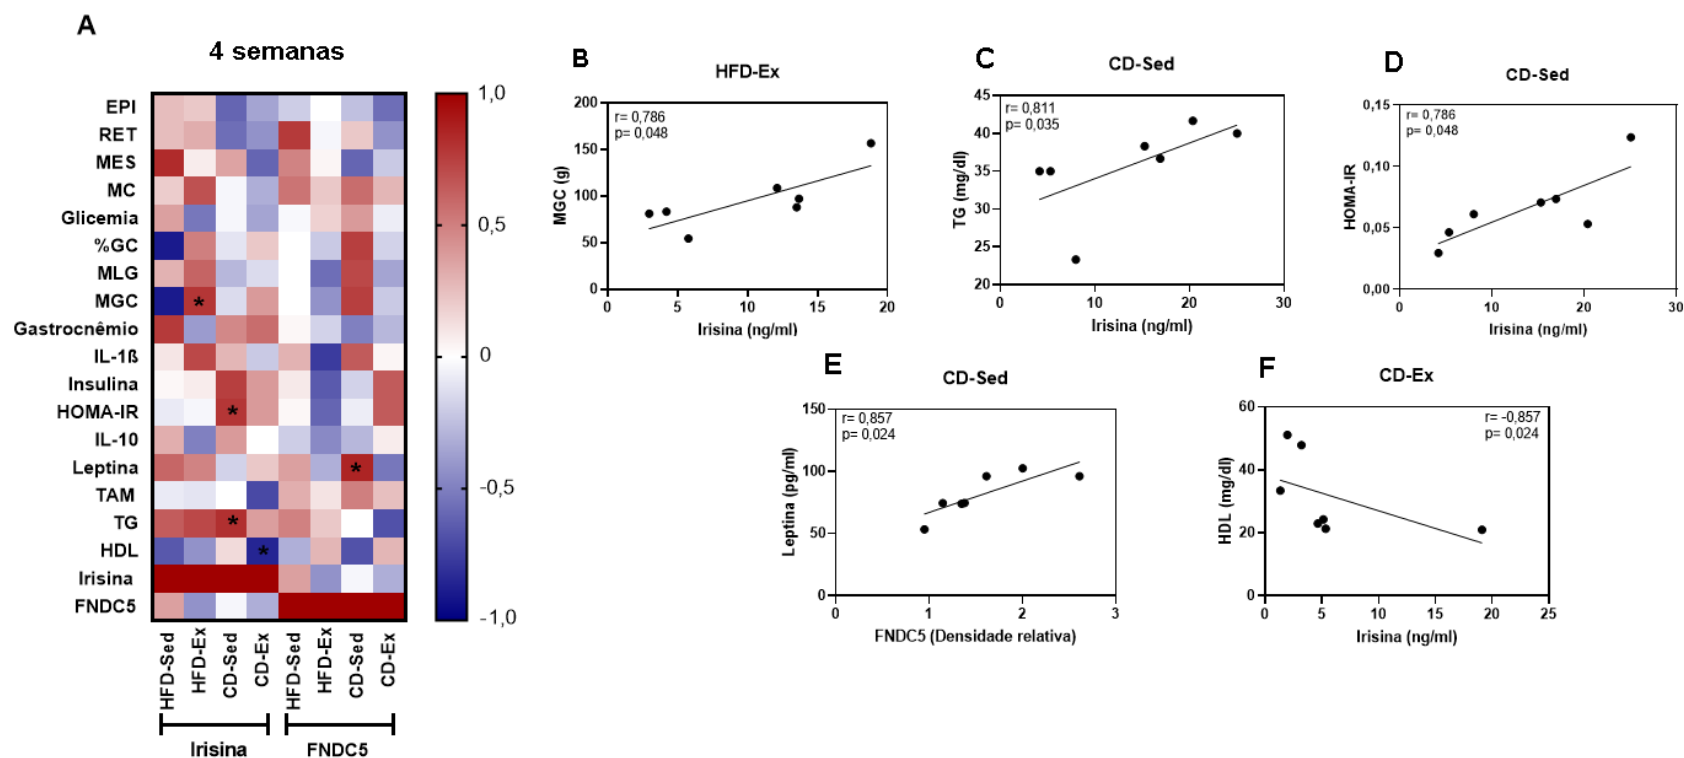 A
4 semanas
EPI
RET
MES
MC
Glicemia
%GC
MLG
MGC
Gastrocnêmio
IL-1ß
Insulina
HOMA-IR
IL-10
Leptina
TAM
TG
HDL
Irisina
FNDC5
*
*
*
*
*
HFD-Sed
HFD-Ex
CD-Sed
CD-Ex
HFD-Sed
HFD-Ex
CD-Sed
CD-Ex
Irisina
FNDC5
1,0
0,5
0
-0,5
-1,0
B
HFD-Ex
r= 0,786
p= 0,048
MGC (g)
200
150
100
50
0
0
5
10
15
20
Irisina (ng/ml)
C
CD-Sed
r= 0,811
p= 0,035
TG (mg/dl)
45
40
35
30
25
20
0
10
20
30
Irisina (ng/ml)
D
CD-Sed
r= 0,786
p= 0,048
HOMA-IR
0,15
0,10
0,05
0,00
0
10
20
30
Irisina (ng/ml)
E
CD-Sed
r= 0,857
p= 0,024
Leptina (pg/ml)
150
100
50
0
0
1
2
3
FNDC5 (Densidade relativa)
F
CD-Ex
r= -0,857
p= 0,024
HDL (mg/dl)
60
40
20
0
0
5
10
15
20
25
Irisina (ng/ml)